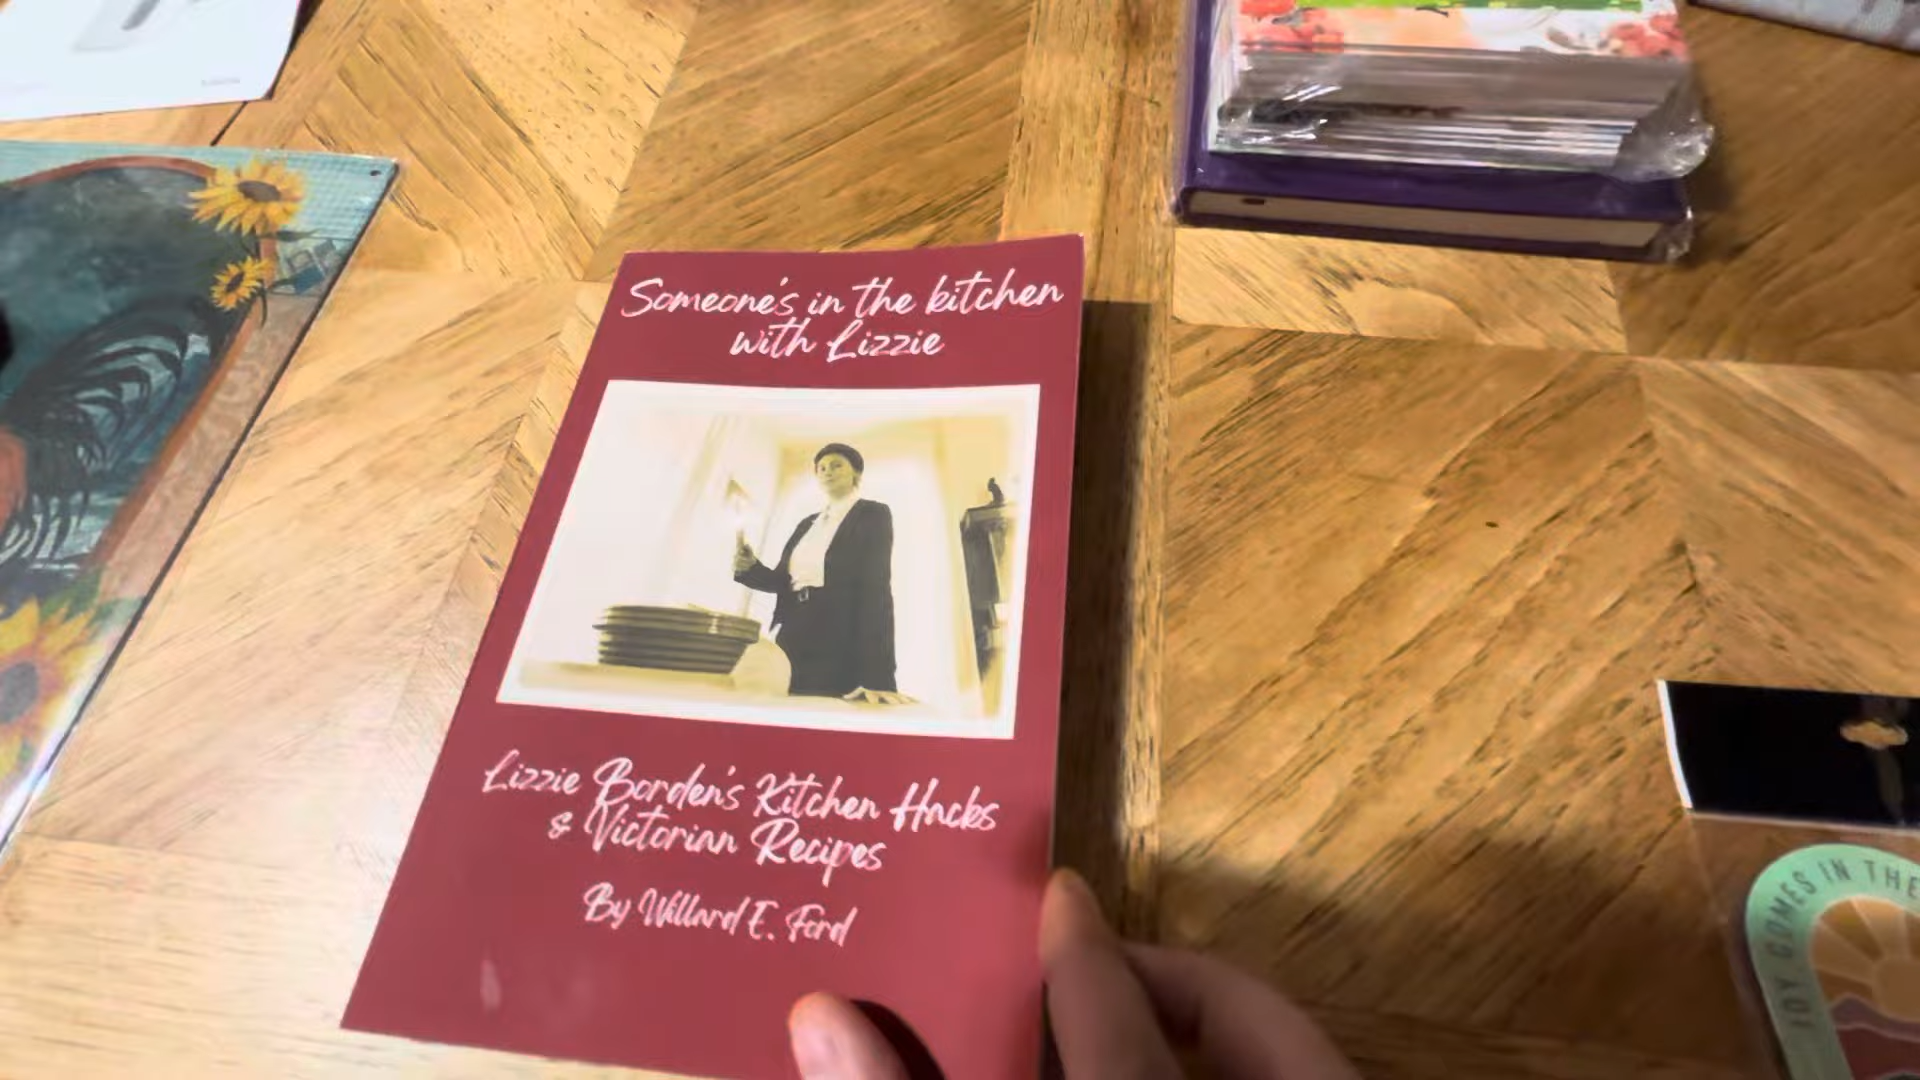 Someone's in the kitchen
with Lizzie
Lizzie Borden's Kitchen Hacks
& Victorian Recipes
By Willard E. Ford
JOY COMES IN THE